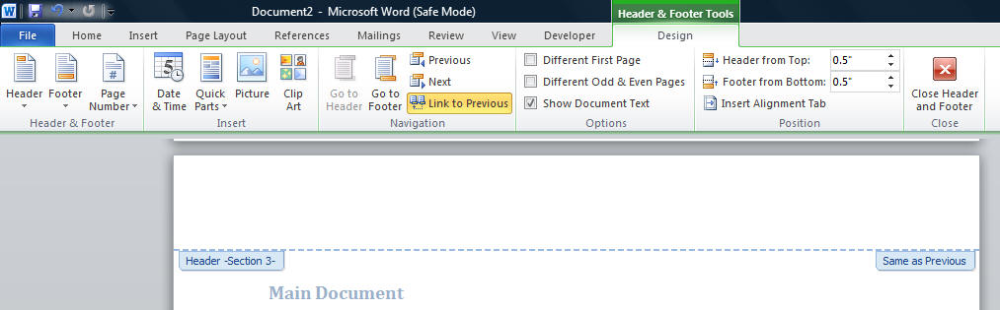 Document2 - Microsoft Word (Safe Mode)
Header & Footer Tools
File Home Insert Page Layout References Mailings Review View Developer Design
Header
Footer
Page Number
Header & Footer
Date & Time
Quick Parts
Picture
Clip Art
Insert
Go to Header
Go to Footer
Previous
Next
Link to Previous
Navigation
Different First Page
Different Odd & Even Pages
Show Document Text
Options
Header from Top: 0.5"
Footer from Bottom: 0.5"
Insert Alignment Tab
Position
Close Header and Footer
Close
Header -Section 3-
Same as Previous
Main Document